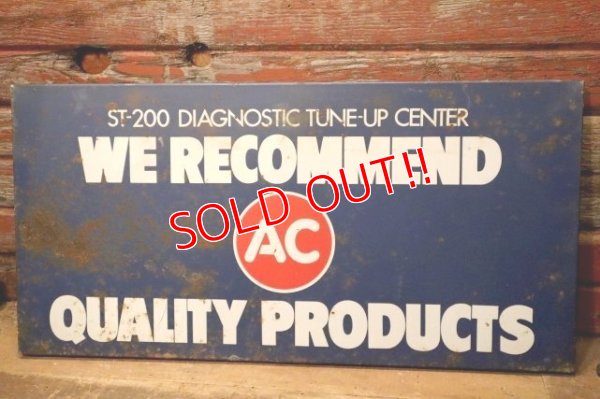 ST-200 DIAGNOSTIC TUNE-UP CENTER
WE RECOMMEND
SOLD OUT!!
AC
QUALITY PRODUCTS